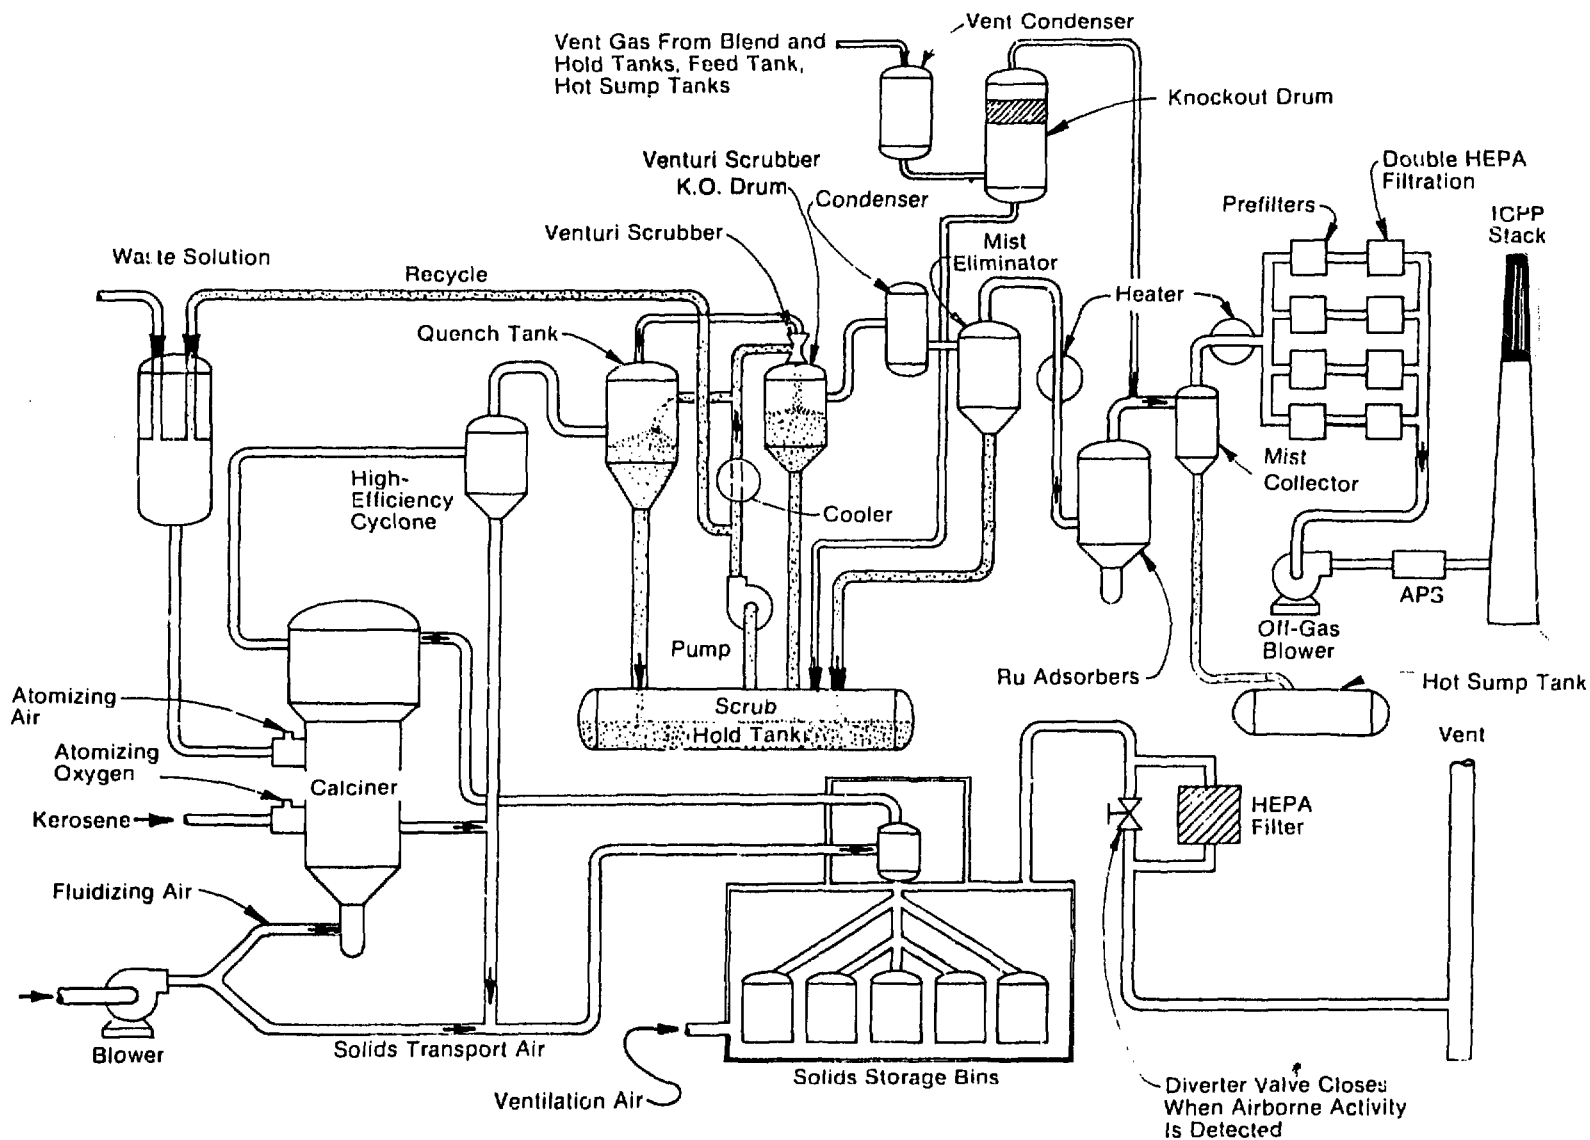 Vent Condenser
Vent Gas From Blend and
Hold Tanks, Feed Tank,
Hot Sump Tanks
Knockout Drum
Venturi Scrubber
K.O. Drum
Condenser
Double HEPA
Filtration
Prefilters
ICPP
Stack
Venturi Scrubber
Mist
Eliminator
Waste Solution
Recycle
Heater
Quench Tank
High-
Efficiency
Cyclone
Cooler
Mist
Collector
APS
Off-Gas
Blower
Pump
Ru Adsorbers
Hot Sump Tank
Atomizing
Air
Scrub
Hold Tank
Vent
Atomizing
Oxygen
Calciner
Kerosene
HEPA
Filter
Fluidizing Air
Blower
Solids Transport Air
Solids Storage Bins
Ventilation Air
Diverter Valve Closes
When Airborne Activity
Is Detected